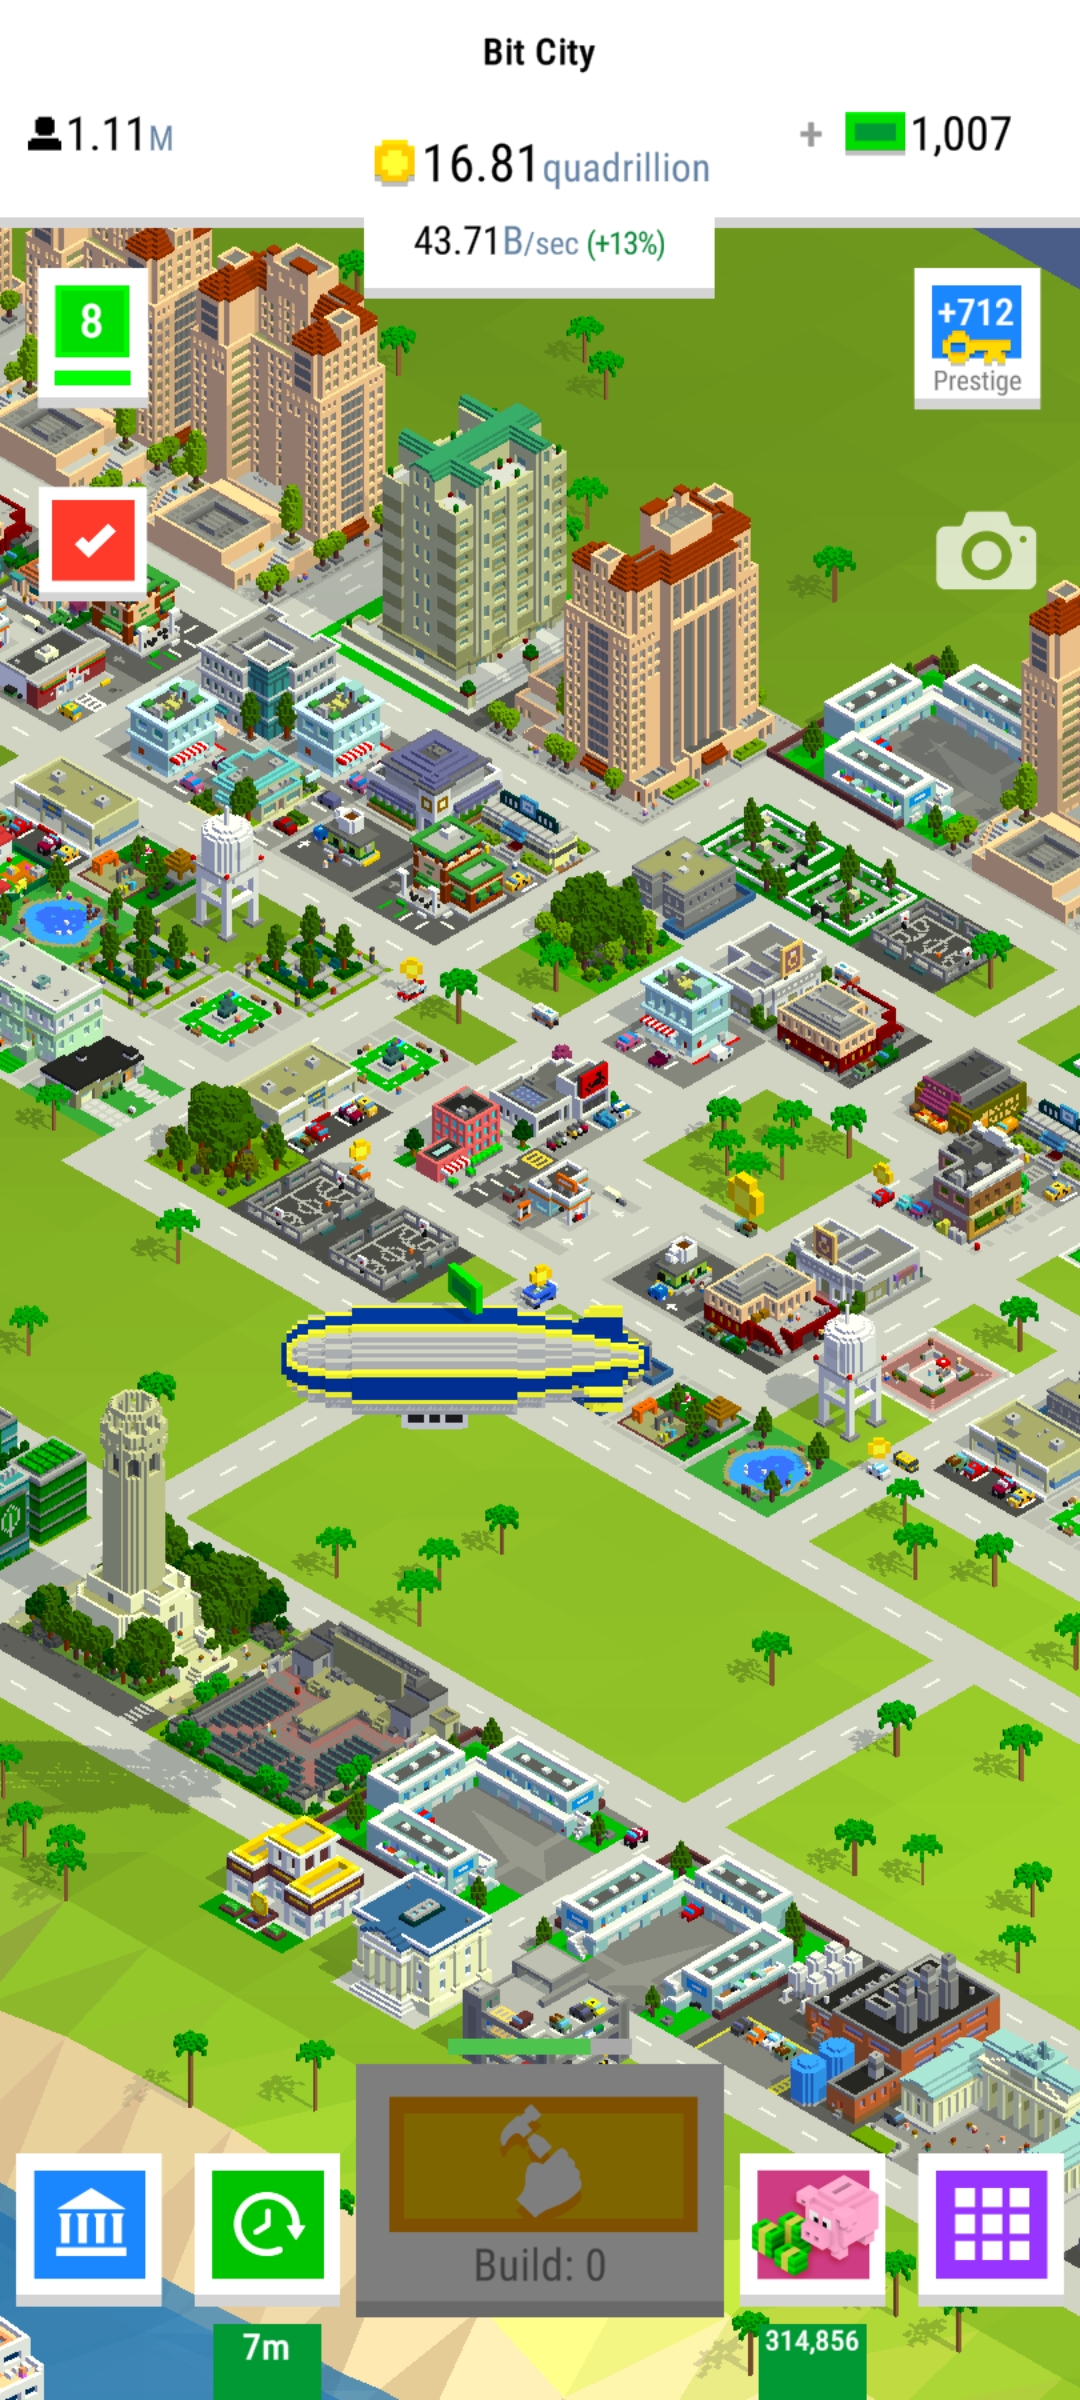 Bit City
1.11M
16.81quadrillion
+ 1,007
43.71B/sec (+13%)
8
+712
Prestige
Build: 0
7m
314,856